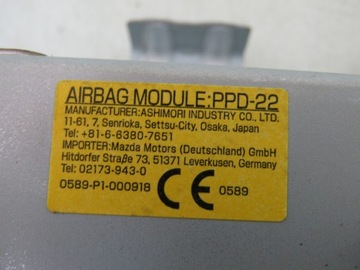 AIRBAG MODULE:PPD-22
MANUFACTURER:ASHIMORI INDUSTRY CO., LTD.
11-61, 7, Senrioka, Settsu-City, Osaka, Japan
Tel: +81-6-6380-7651
IMPORTER:Mazda Motors (Deutschland) GmbH
Hitdorfer Straße 73, 51371 Leverkusen, Germany
Tel: 02173-943-0
0589-P1-000918 CE 0589